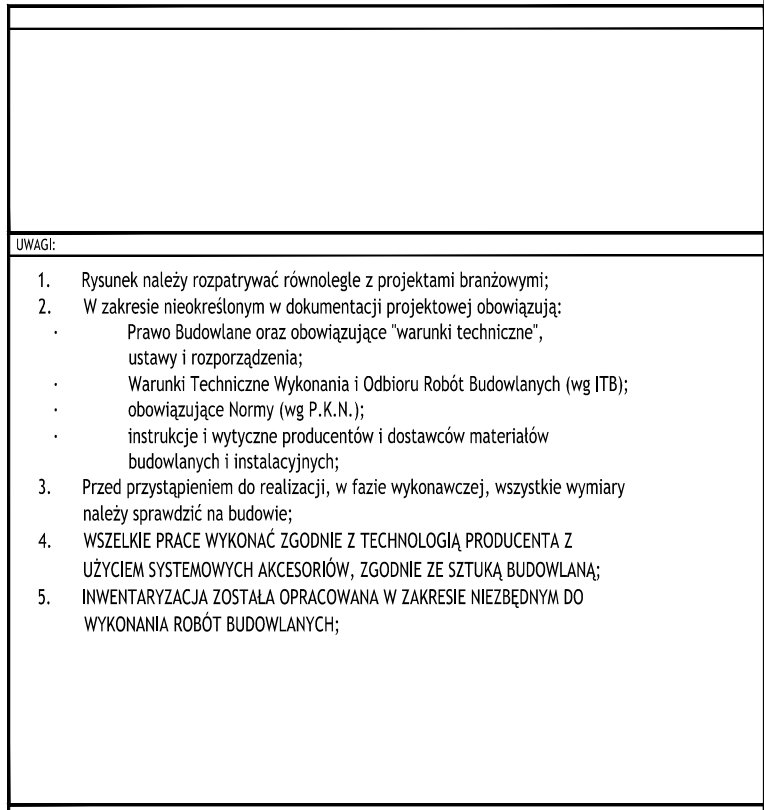 UWAGI:
1. Rysunek należy rozpatrywać równolegle z projektami branżowymi;
2. W zakresie nieokreślonym w dokumentacji projektowej obowiązują:
· Prawo Budowlane oraz obowiązujące "warunki techniczne",
ustawy i rozporządzenia;
· Warunki Techniczne Wykonania i Odbioru Robót Budowlanych (wg ITB);
· obowiązujące Normy (wg P.K.N.);
· instrukcje i wytyczne producentów i dostawców materiałów
budowlanych i instalacyjnych;
3. Przed przystąpieniem do realizacji, w fazie wykonawczej, wszystkie wymiary
należy sprawdzić na budowie;
4. WSZELKIE PRACE WYKONAĆ ZGODNIE Z TECHNOLOGIĄ PRODUCENTA Z
UŻYCIEM SYSTEMOWYCH AKCESORIÓW, ZGODNIE ZE SZTUKĄ BUDOWLANĄ;
5. INWENTARYZACJA ZOSTAŁA OPRACOWANA W ZAKRESIE NIEZBĘDNYM DO
WYKONANIA ROBÓT BUDOWLANYCH;